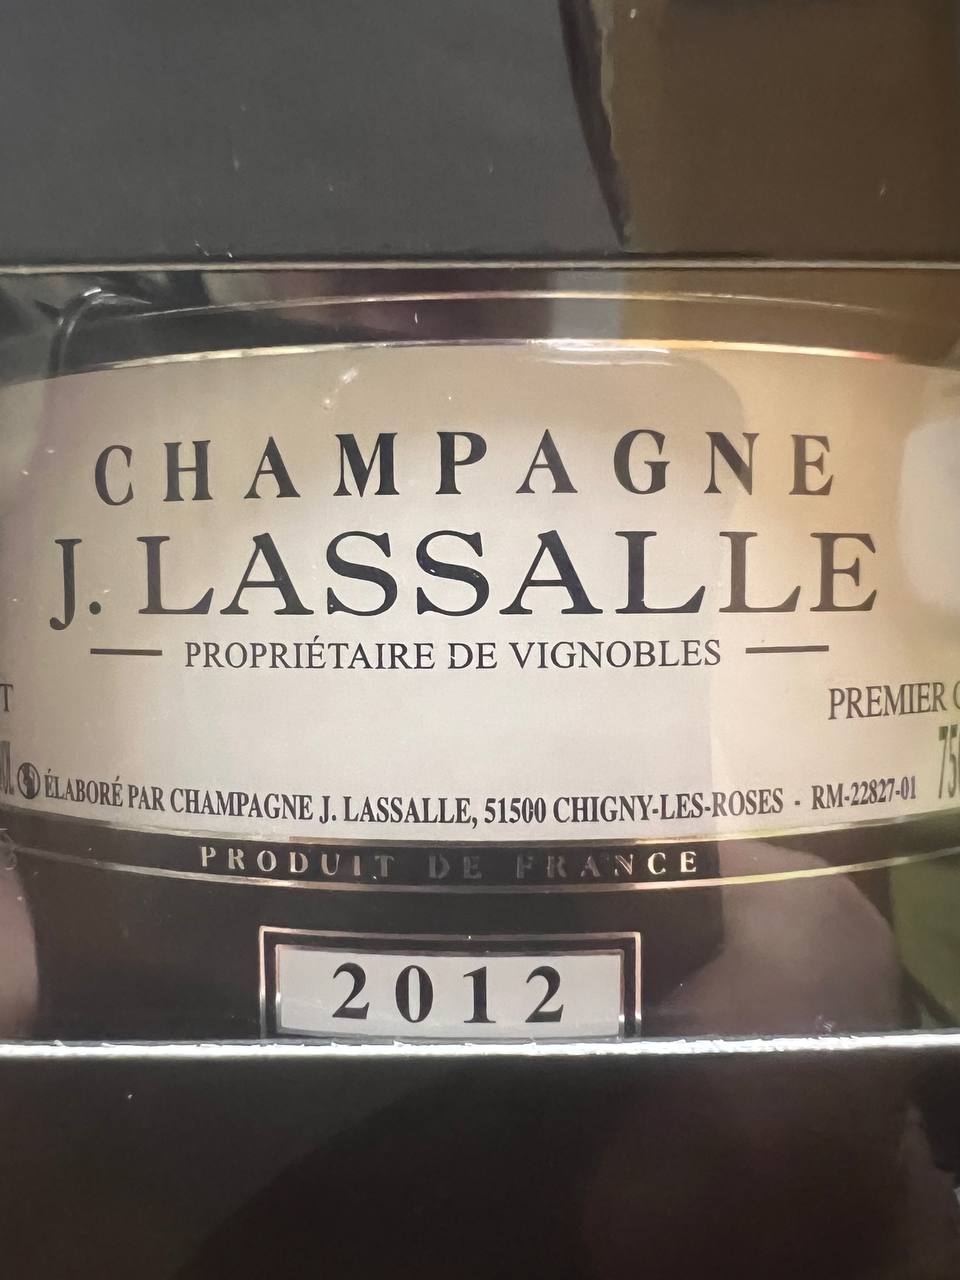 CHAMPAGNE
J. LASSALLE
PROPRIÉTAIRE DE VIGNOBLES
PREMIER
ÉLABORÉ PAR CHAMPAGNE J. LASSALLE, 51500 CHIGNY-LES-ROSES · RM-22827-01
PRODUIT DE FRANCE
2012